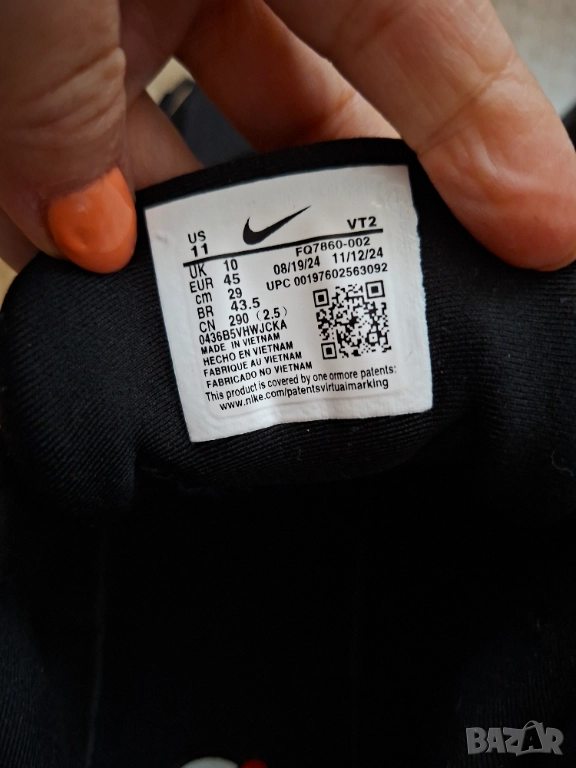 US VT2
11
UK 10 FQ7860-002
EUR 45 08/19/24 11/12/24
cm 29 UPC 00197602563092
BR 43.5
CN 290 (2.5)
0436B5VHWJCKA
MADE IN VIETNAM
HECHO EN VIETNAM
FABRIQUE AU VIETNAM
FABRICADO NO VIETNAM
This product is covered by one ormore patents:
www.nike.com/patentsvirtualmarking
BAZAR